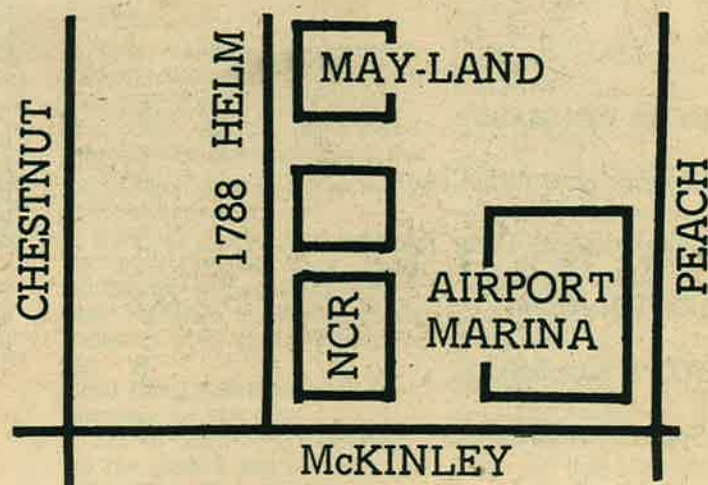 CHESTNUT
1788 HELM
MAY-LAND
NCR
AIRPORT
MARINA
PEACH
McKINLEY